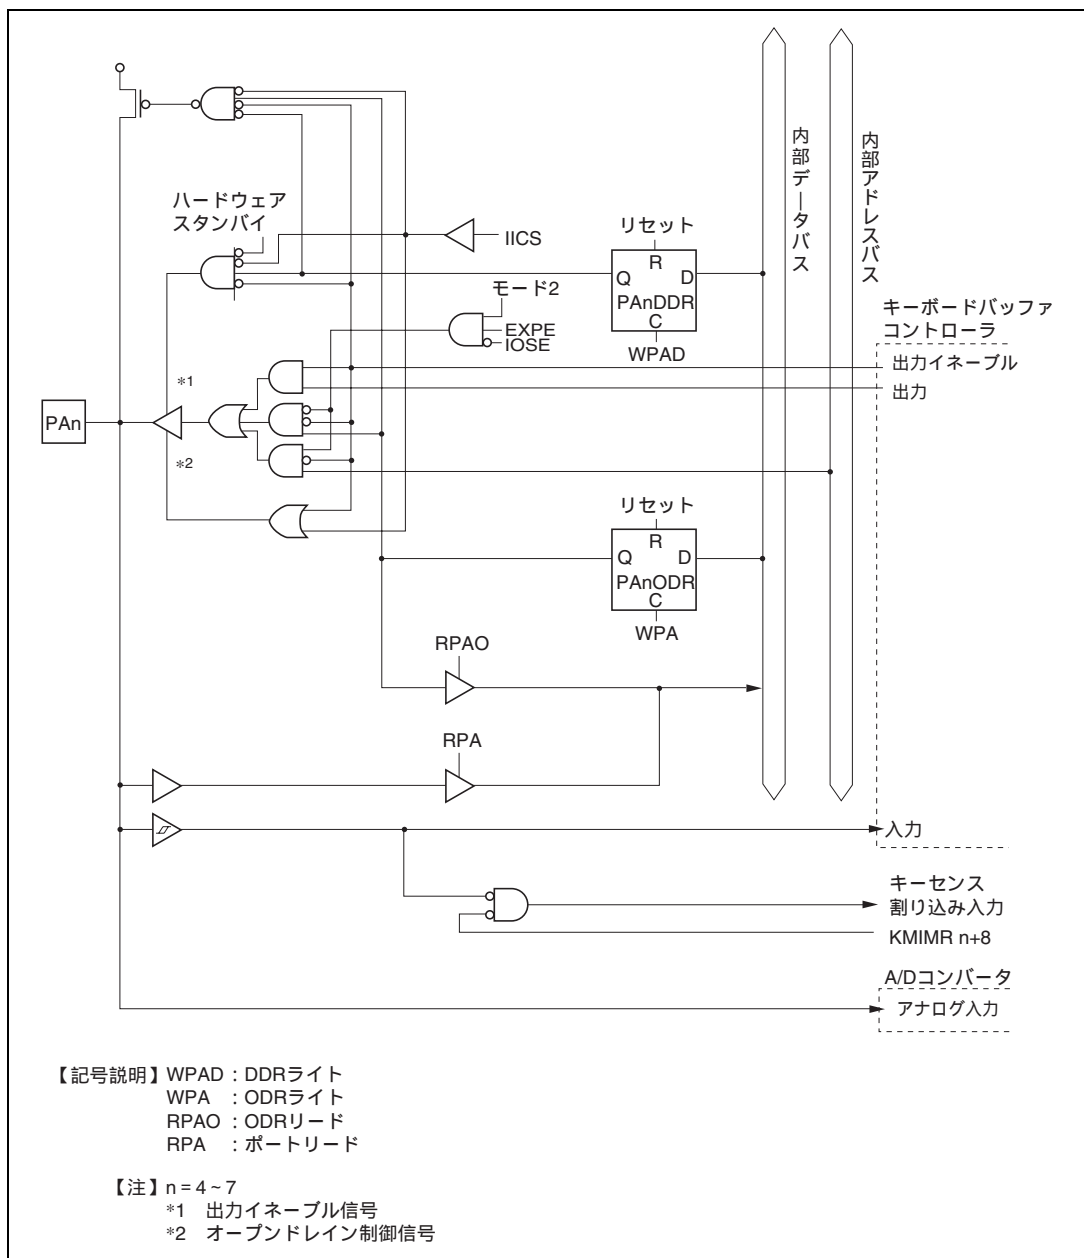 ハードウェア
スタンバイ
IICS
リセット
R
Q D
PAnDDR
C
WPAD
内部データバス
内部アドレスバス
モード2
EXPE
IOSE
キーボードバッファ
コントローラ
出力イネーブル
出力
*1
PAn
*2
リセット
R
Q D
PAnODR
C
WPA
RPAO
RPA
入力
キーセンス
割り込み入力
KMIMR n+8
A/Dコンバータ
アナログ入力
【記号説明】WPAD：DDRライト
WPA ：ODRライト
RPAO：ODRリード
RPA ：ポートリード
【注】n = 4 ~ 7
*1 出力イネーブル信号
*2 オープンドレイン制御信号